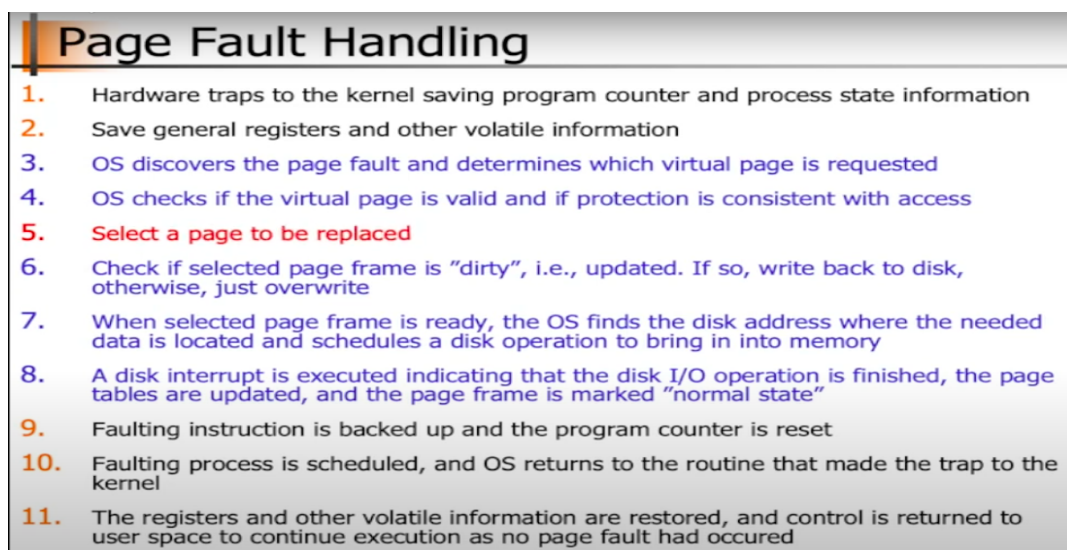 Page Fault Handling
1. Hardware traps to the kernel saving program counter and process state information
2. Save general registers and other volatile information
3. OS discovers the page fault and determines which virtual page is requested
4. OS checks if the virtual page is valid and if protection is consistent with access
5. Select a page to be replaced
6. Check if selected page frame is "dirty", i.e., updated. If so, write back to disk,
otherwise, just overwrite
7. When selected page frame is ready, the OS finds the disk address where the needed
data is located and schedules a disk operation to bring in into memory
8. A disk interrupt is executed indicating that the disk I/O operation is finished, the page
tables are updated, and the page frame is marked "normal state"
9. Faulting instruction is backed up and the program counter is reset
10. Faulting process is scheduled, and OS returns to the routine that made the trap to the
kernel
11. The registers and other volatile information are restored, and control is returned to
user space to continue execution as no page fault had occured